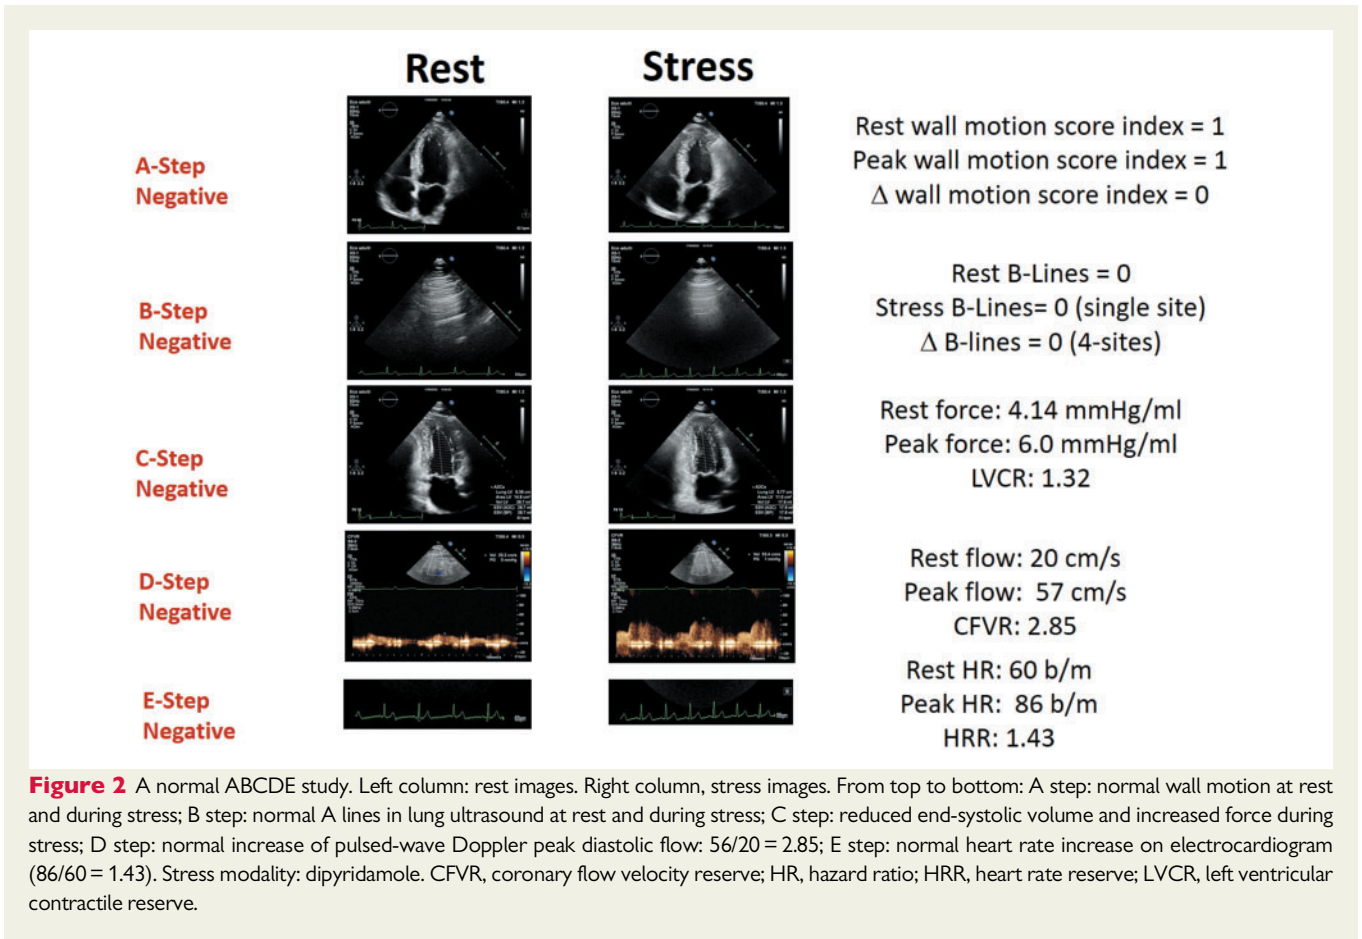 Rest Stress
A-Step
Negative
Rest wall motion score index = 1
Peak wall motion score index = 1
Δ wall motion score index = 0
B-Step
Negative
Rest B-Lines = 0
Stress B-Lines= 0 (single site)
Δ B-lines = 0 (4-sites)
C-Step
Negative
Rest force: 4.14 mmHg/ml
Peak force: 6.0 mmHg/ml
LVCR: 1.32
D-Step
Negative
Rest flow: 20 cm/s
Peak flow: 57 cm/s
CFVR: 2.85
E-Step
Negative
Rest HR: 60 b/m
Peak HR: 86 b/m
HRR: 1.43
Figure 2 A normal ABCDE study. Left column: rest images. Right column, stress images. From top to bottom: A step: normal wall motion at rest
and during stress; B step: normal A lines in lung ultrasound at rest and during stress; C step: reduced end-systolic volume and increased force during
stress; D step: normal increase of pulsed-wave Doppler peak diastolic flow: 56/20 = 2.85; E step: normal heart rate increase on electrocardiogram
(86/60 = 1.43). Stress modality: dipyridamole. CFVR, coronary flow velocity reserve; HR, hazard ratio; HRR, heart rate reserve; LVCR, left ventricular
contractile reserve.